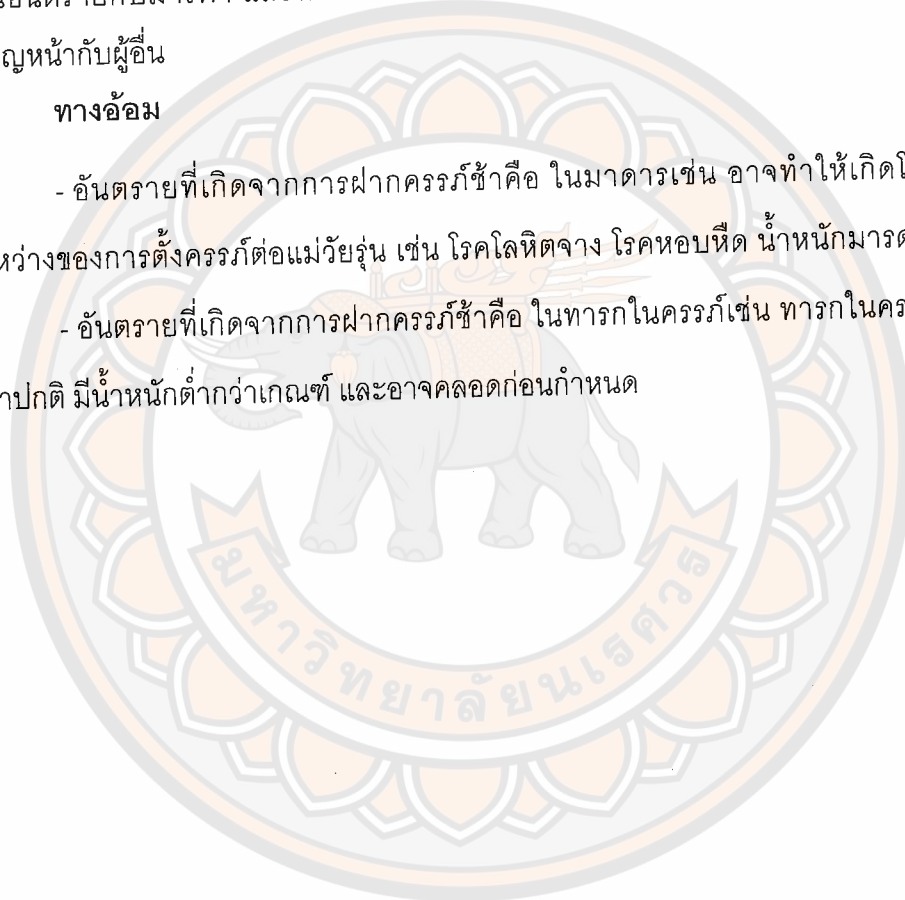 ญหน้ากับผู้อื่น
ทางอ้อม
- อันตรายที่เกิดจากการฝากครรภ์ช้าคือ ในมาดารเช่น อาจทำให้เกิดโ
หว่างของการตั้งครรภ์ต่อแม่วัยรุ่น เช่น โรคโลหิตจาง โรคหอบหืด น้ำหนักมารด
- อันตรายที่เกิดจากการฝากครรภ์ช้าคือ ในทารกในครรภ์เช่น ทารกในคร
าปกติ มีน้ำหนักต่ำกว่าเกณฑ์ และอาจคลอดก่อนกำหนด
มหาวิทยาลัยนเรศวร